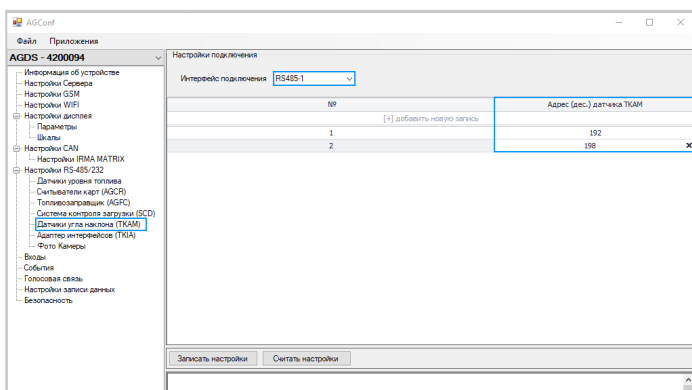 AGConf
Файл Приложения
AGDS - 4200094
Информация об устройстве
Настройки Сервера
Настройки GSM
Настройки WIFI
Настройки дисплея
Параметры
Шкалы
Настройки CAN
Настройки IRMA MATRIX
Настройки RS-485/232
Датчики уровня топлива
Считыватели карт (AGCR)
Топливозаправщик (AGFC)
Система контроля загрузки (SCD)
Датчики угла наклона (TKAM)
Адаптер интерфейсов (TKIA)
Фото Камеры
Входы
События
Голосовая связь
Настройки записи данных
Безопасность
Настройки подключения
Интерфейс подключения RS485-1
№ Адрес (дес.) датчика TKAM
[+] добавить новую запись
1 192
2 198
Записать настройки Считать настройки